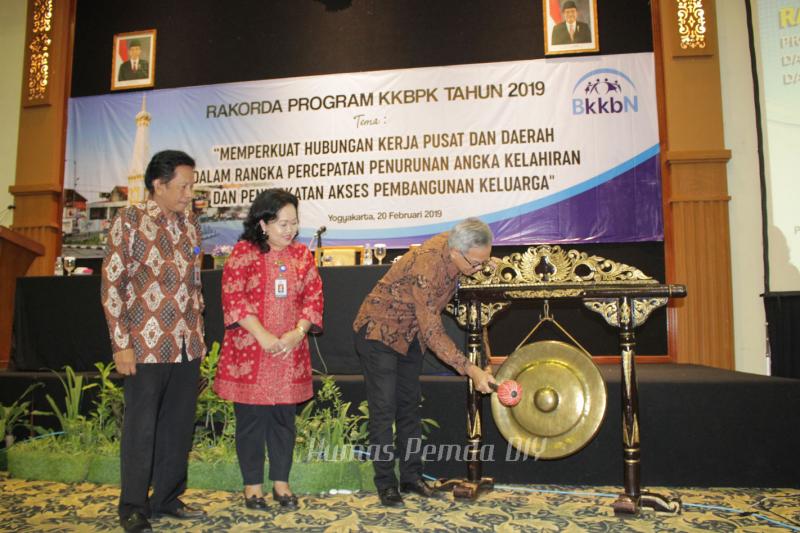 RAKORDA PROGRAM KKBPK TAHUN 2019
Tema :
"MEMPERKUAT HUBUNGAN KERJA PUSAT DAN DAERAH
DALAM RANGKA PERCEPATAN PENURUNAN ANGKA KELAHIRAN
DAN AKSES PEMBANGUNAN KELUARGA"
Yogyakarta, 20 Februari 2019
BkkbN
Humas Pemda DIY